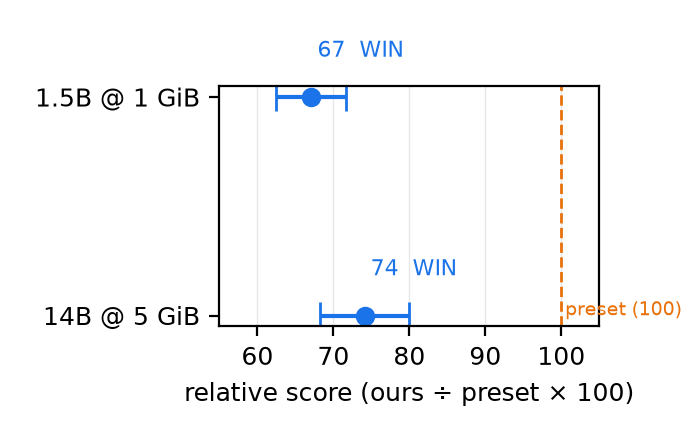 67 WIN
1.5B @ 1 GiB
74 WIN
preset (100)
14B @ 5 GiB
60 70 80 90 100
relative score (ours ÷ preset × 100)